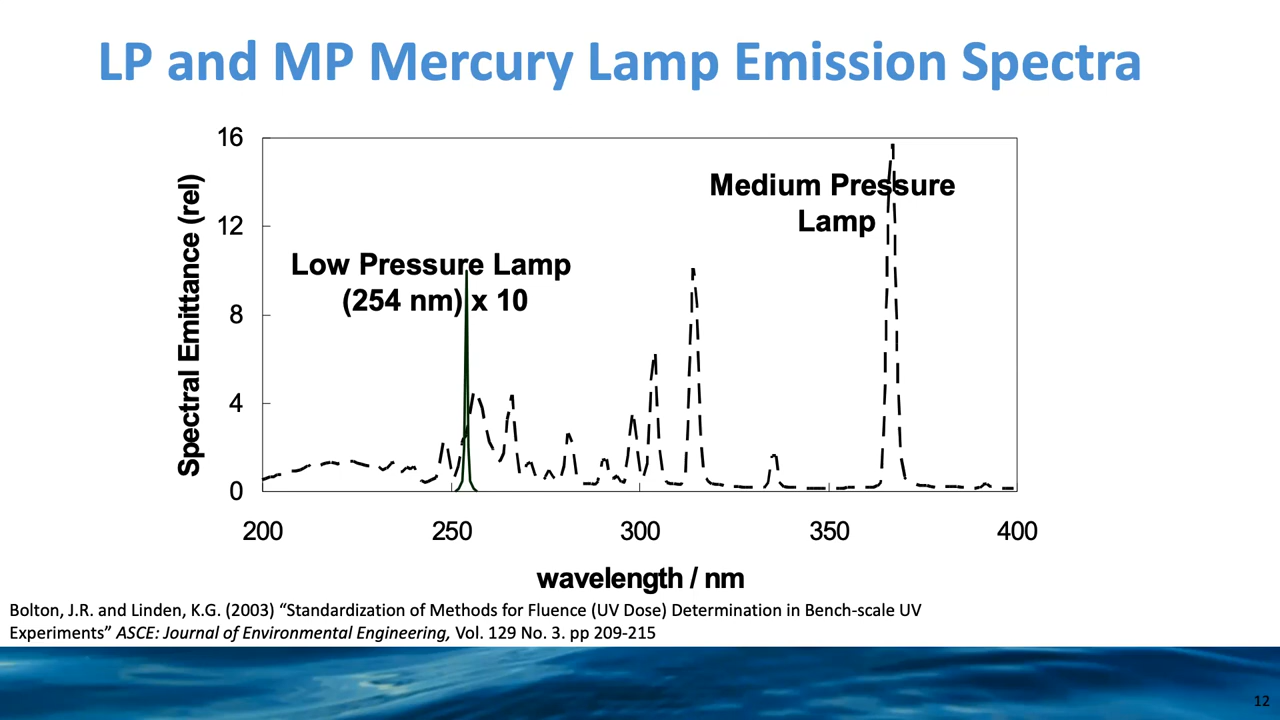 LP and MP Mercury Lamp Emission Spectra
16
12
8
4
0
Spectral Emittance (rel)
Medium Pressure
Lamp
Low Pressure Lamp
(254 nm) x 10
200
250
300
350
400
wavelength / nm
Bolton, J.R. and Linden, K.G. (2003) “Standardization of Methods for Fluence (UV Dose) Determination in Bench-scale UV
Experiments” ASCE: Journal of Environmental Engineering, Vol. 129 No. 3. pp 209-215
12